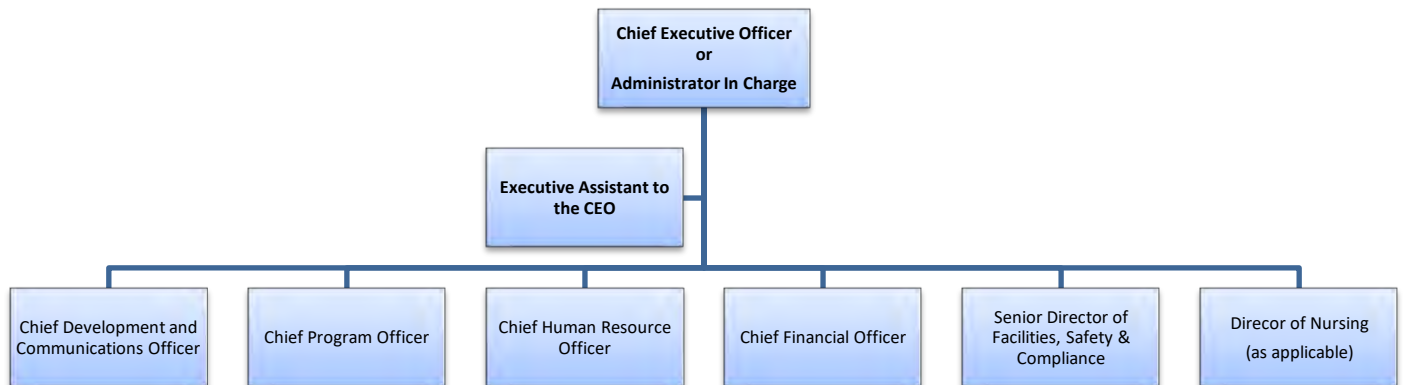 Chief Executive Officer
or
Administrator In Charge
Executive Assistant to
the CEO
Chief Development and
Communications Officer
Chief Program Officer
Chief Human Resource
Officer
Chief Financial Officer
Senior Director of
Facilities, Safety &
Compliance
Direcor of Nursing
(as applicable)